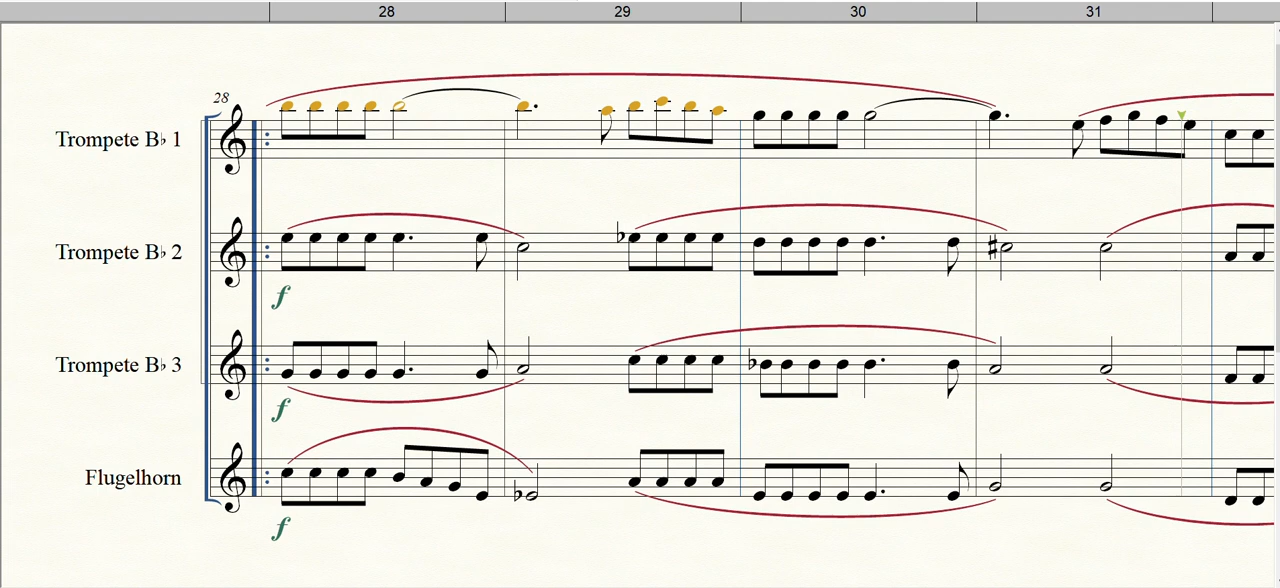 28 29 30 31
28
Trompete B♭ 1
Trompete B♭ 2
f
Trompete B♭ 3
f
Flugelhorn
f